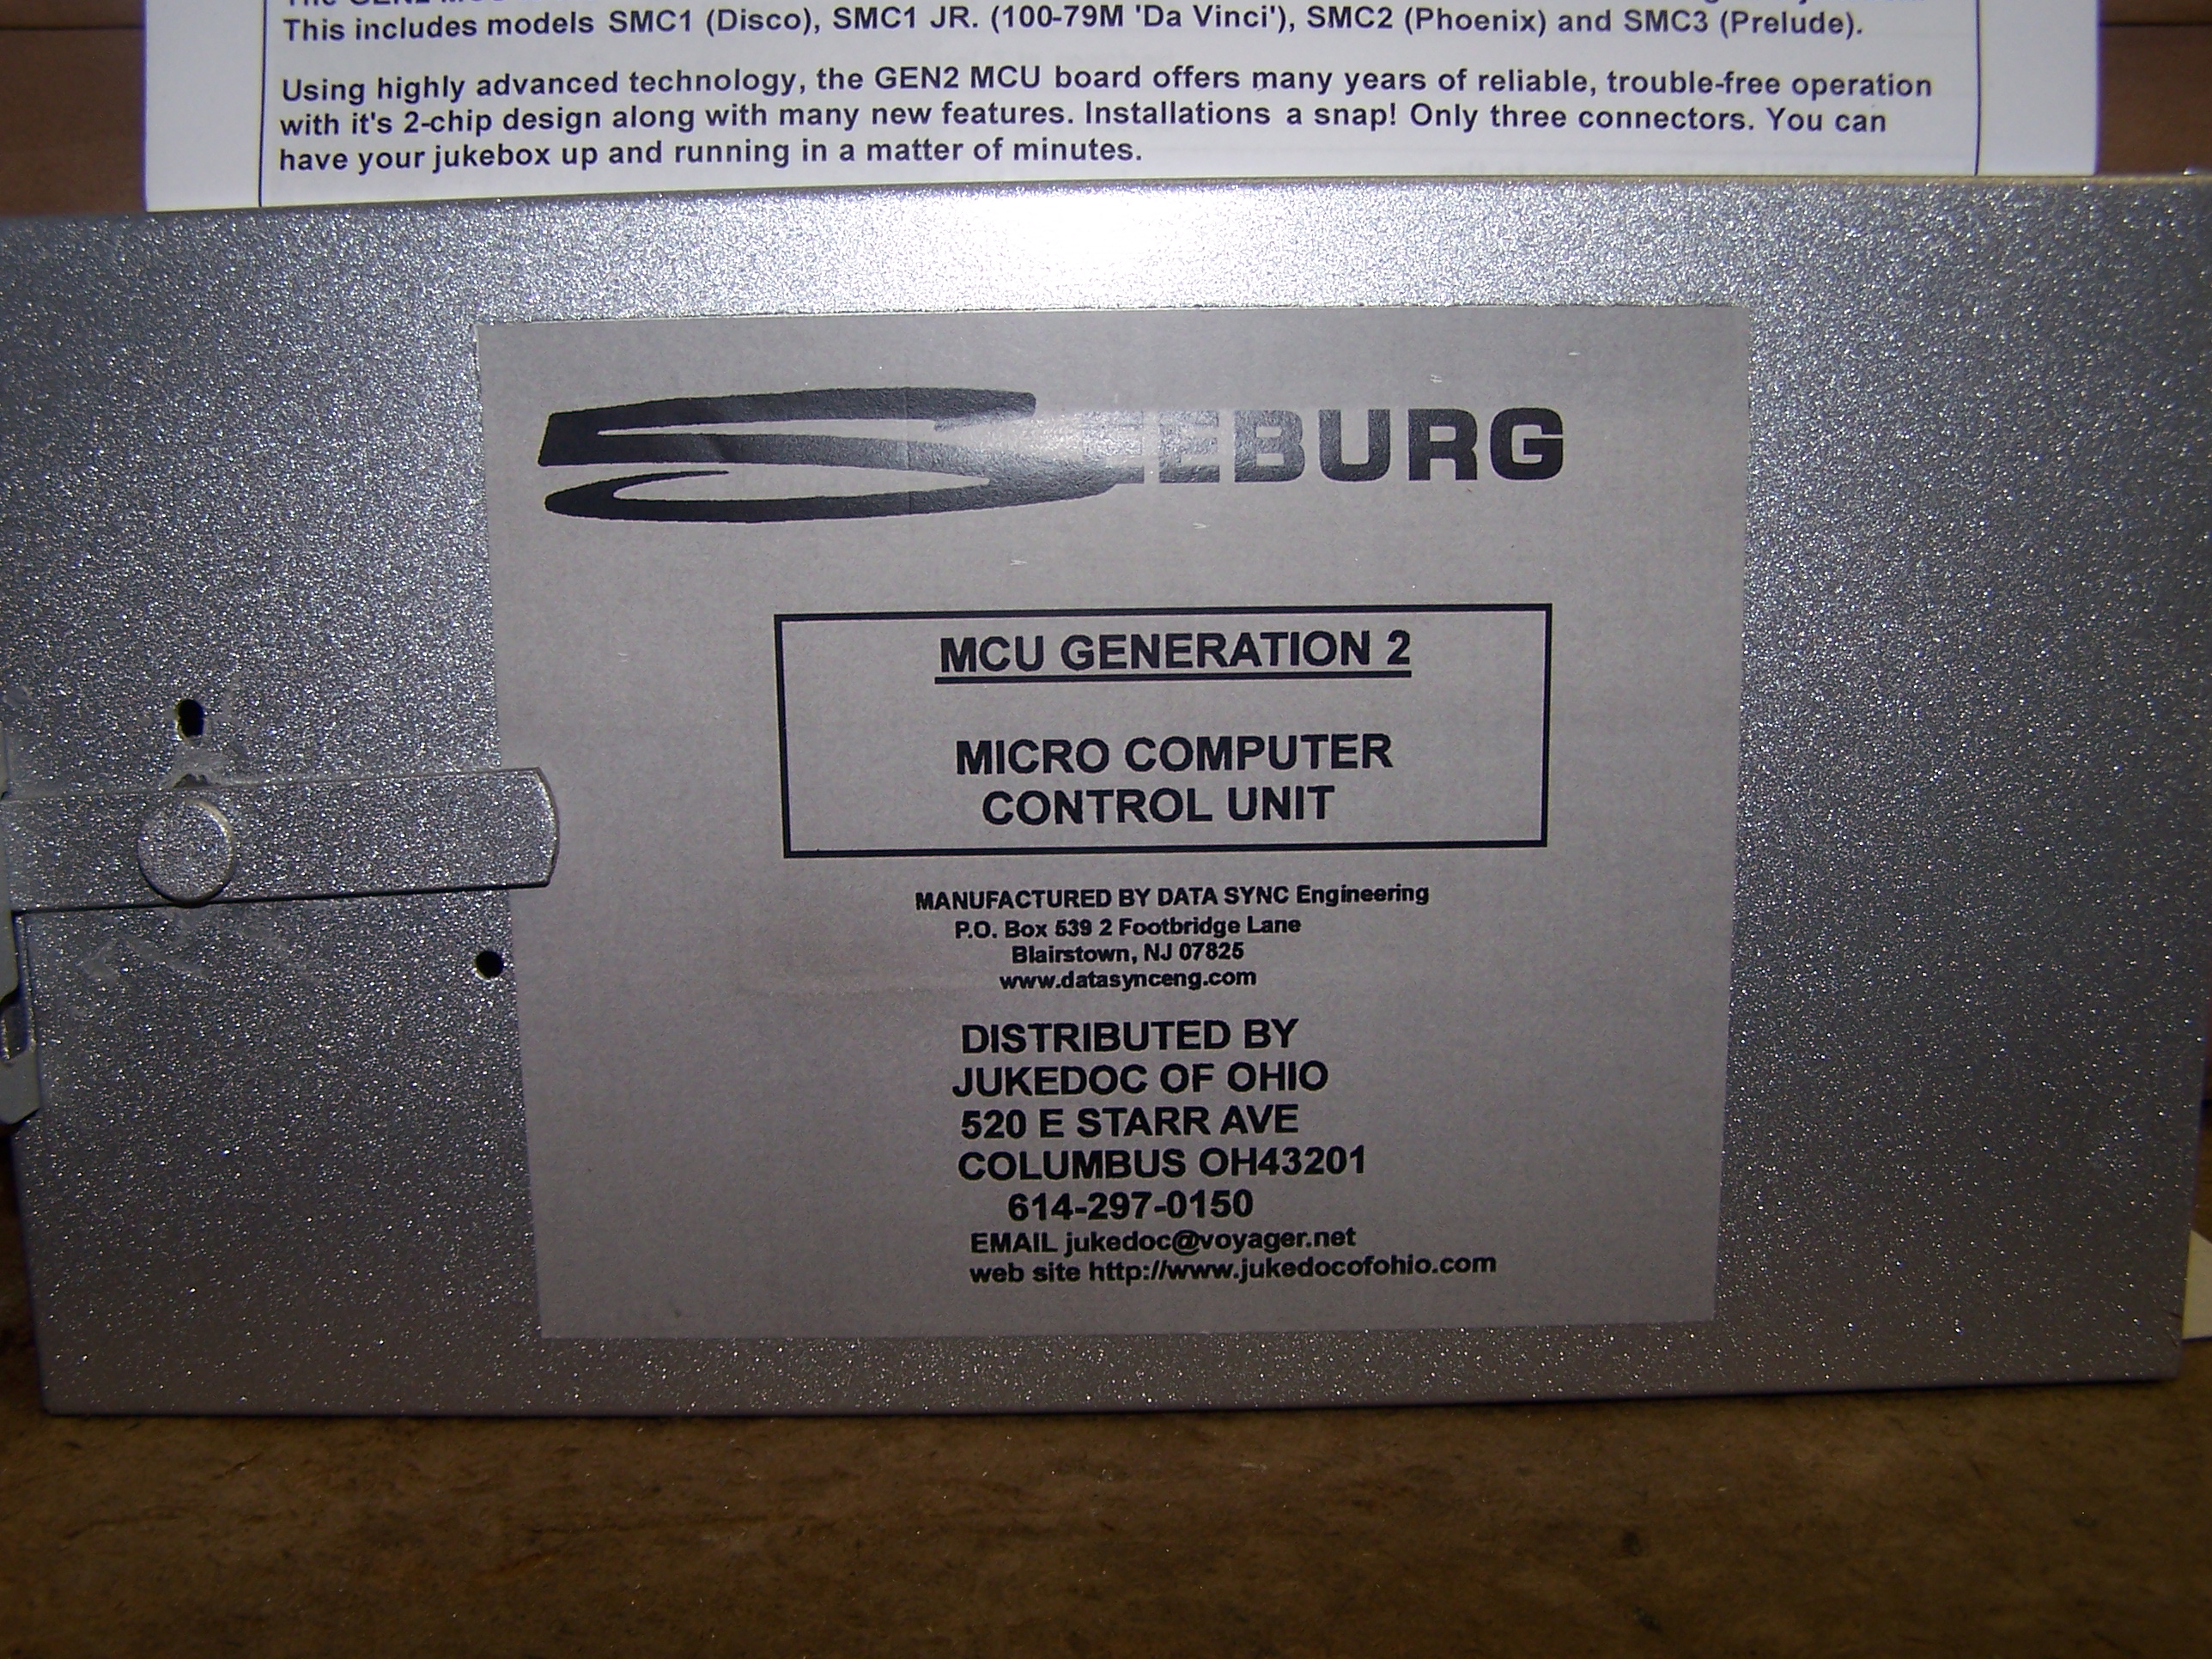 This includes models SMC1 (Disco), SMC1 JR. (100-79M 'Da Vinci'), SMC2 (Phoenix) and SMC3 (Prelude).
Using highly advanced technology, the GEN2 MCU board offers many years of reliable, trouble-free operation
with it's 2-chip design along with many new features. Installations a snap! Only three connectors. You can
have your jukebox up and running in a matter of minutes.
SEEBURG
MCU GENERATION 2
MICRO COMPUTER
CONTROL UNIT
MANUFACTURED BY DATA SYNC Engineering
P.O. Box 539 2 Footbridge Lane
Blairstown, NJ 07825
www.datasynceng.com
DISTRIBUTED BY
JUKEDOC OF OHIO
520 E STARR AVE
COLUMBUS OH43201
614-297-0150
EMAIL jukedoc@voyager.net
web site http://www.jukedocofohio.com